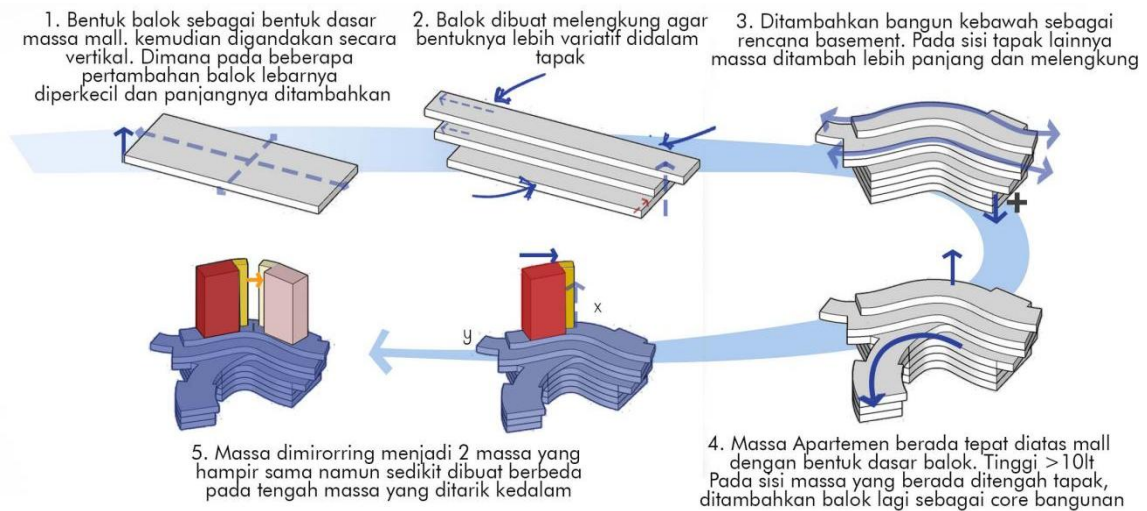 1. Bentuk balok sebagai bentuk dasar
massa mall. kemudian digandakan secara
vertikal. Dimana pada beberapa
pertambahan balok lebarnya
diperkecil dan panjangnya ditambahkan
2. Balok dibuat melengkung agar
bentuknya lebih variatif didalam
tapak
3. Ditambahkan bangun kebawah sebagai
rencana basement. Pada sisi tapak lainnya
massa ditambah lebih panjang dan melengkung
+
x
y
4. Massa Apartemen berada tepat diatas mall
dengan bentuk dasar balok. Tinggi >10lt
Pada sisi massa yang berada ditengah tapak,
ditambahkan balok lagi sebagai core bangunan
5. Massa dimirorring menjadi 2 massa yang
hampir sama namun sedikit dibuat berbeda
pada tengah massa yang ditarik kedalam